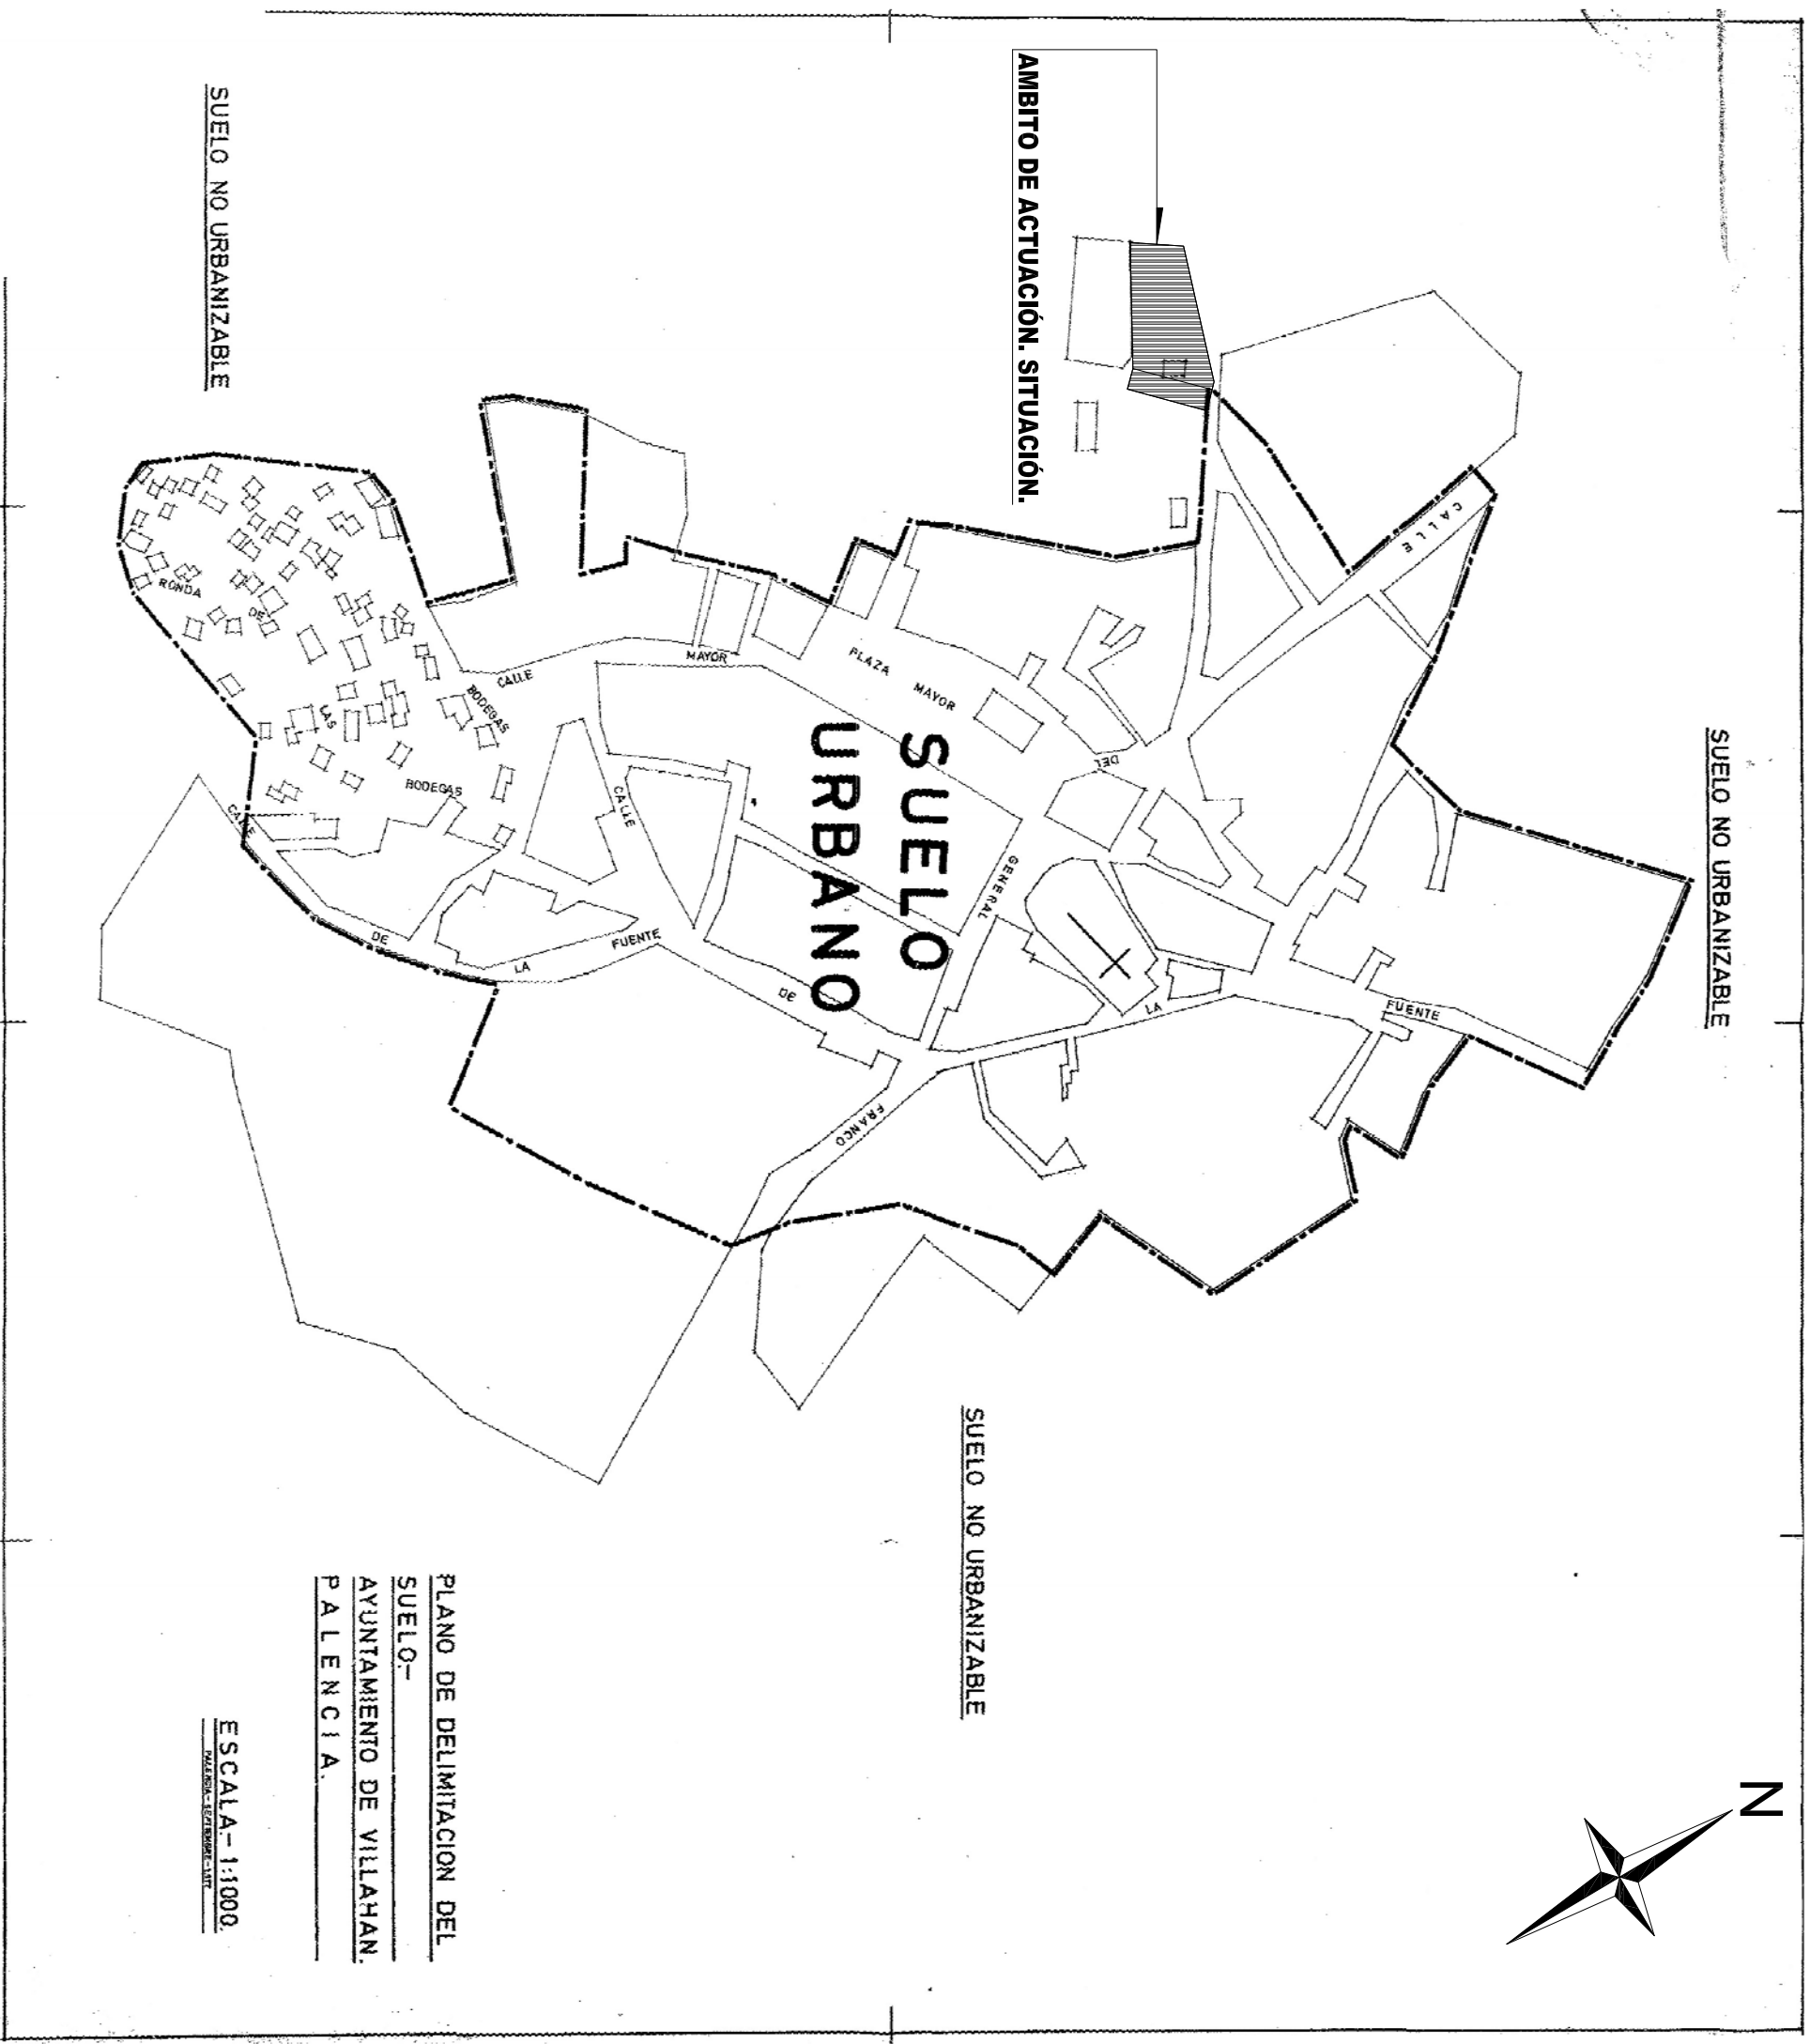 AMBITO DE ACTUACIÓN. SITUACIÓN.
SUELO NO URBANIZABLE
SUELO NO URBANIZABLE
SUELO NO URBANIZABLE
SUELO
URBANO
CALLE
DEL
GENERAL
FRANCO
PLAZA
MAYOR
CALLE
MAYOR
BODEGAS
RONDA
DE
LAS
BODEGAS
CALLE
CALLE
DE
LA
FUENTE
DE
LA
FUENTE
N
PLANO DE DELIMITACION DEL
SUELO.-
AYUNTAMIENTO DE VILLAHAN.
PALENCIA.
ESCALA.- 1:1000.